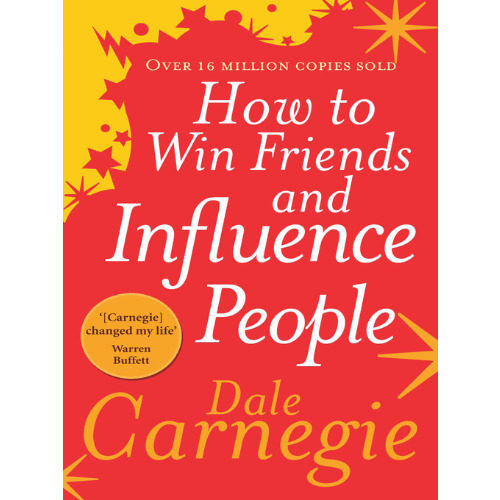 OVER 16 MILLION COPIES SOLD
How to
Win Friends
and
Influence
People
‘[Carnegie]
changed my life’
Warren
Buffett
Dale
Carnegie